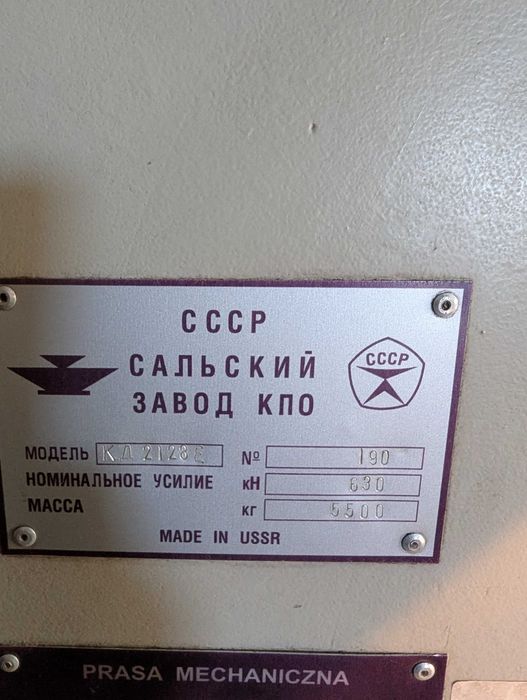 СССР
САЛЬСКИЙ
ЗАВОД КПО
СССР
МОДЕЛЬ КД2128Е № 190
НОМИНАЛЬНОЕ УСИЛИЕ кН 630
МАССА кг 5500
MADE IN USSR
PRASA MECHANICZNA